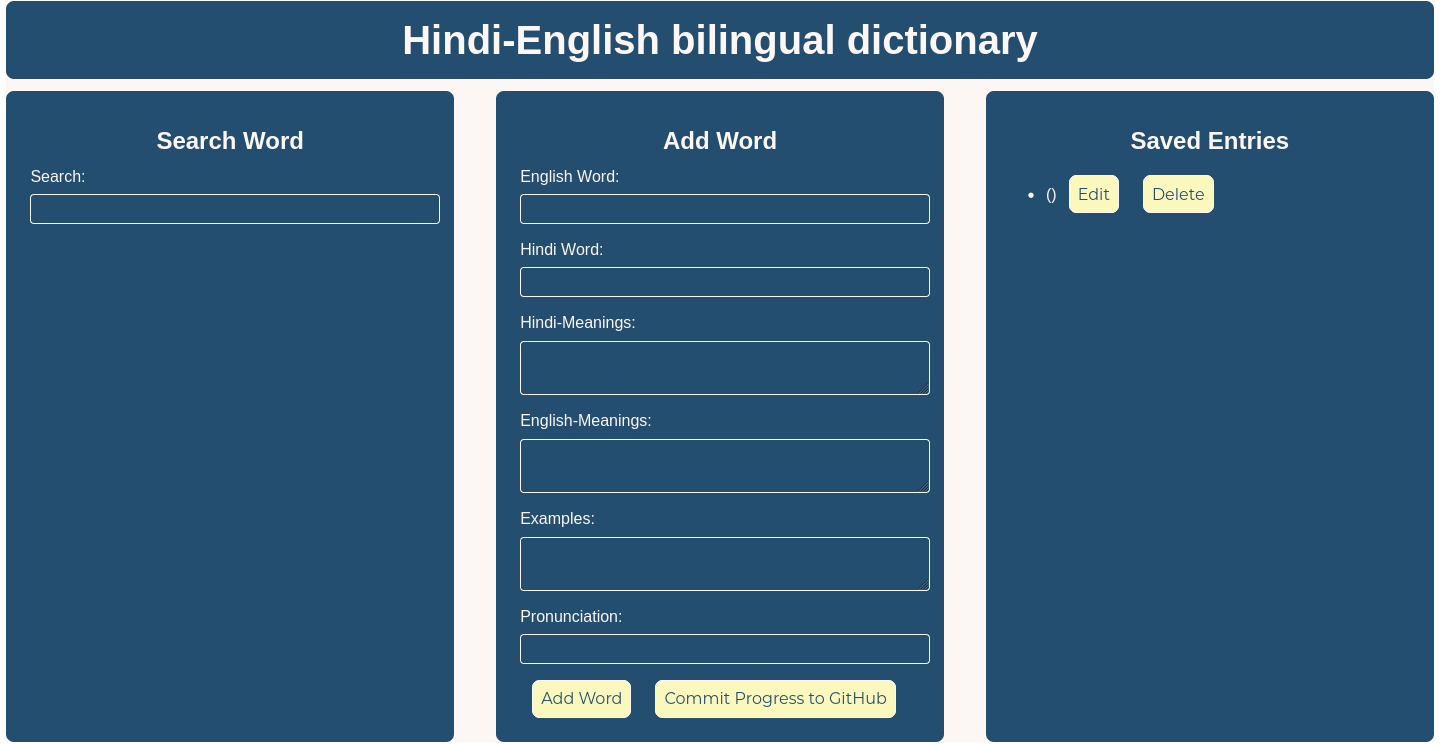 Hindi-English bilingual dictionary
Search Word
Search:
Add Word
English Word:
Hindi Word:
Hindi-Meanings:
English-Meanings:
Examples:
Pronunciation:
Add Word Commit Progress to GitHub
Saved Entries
• () Edit Delete